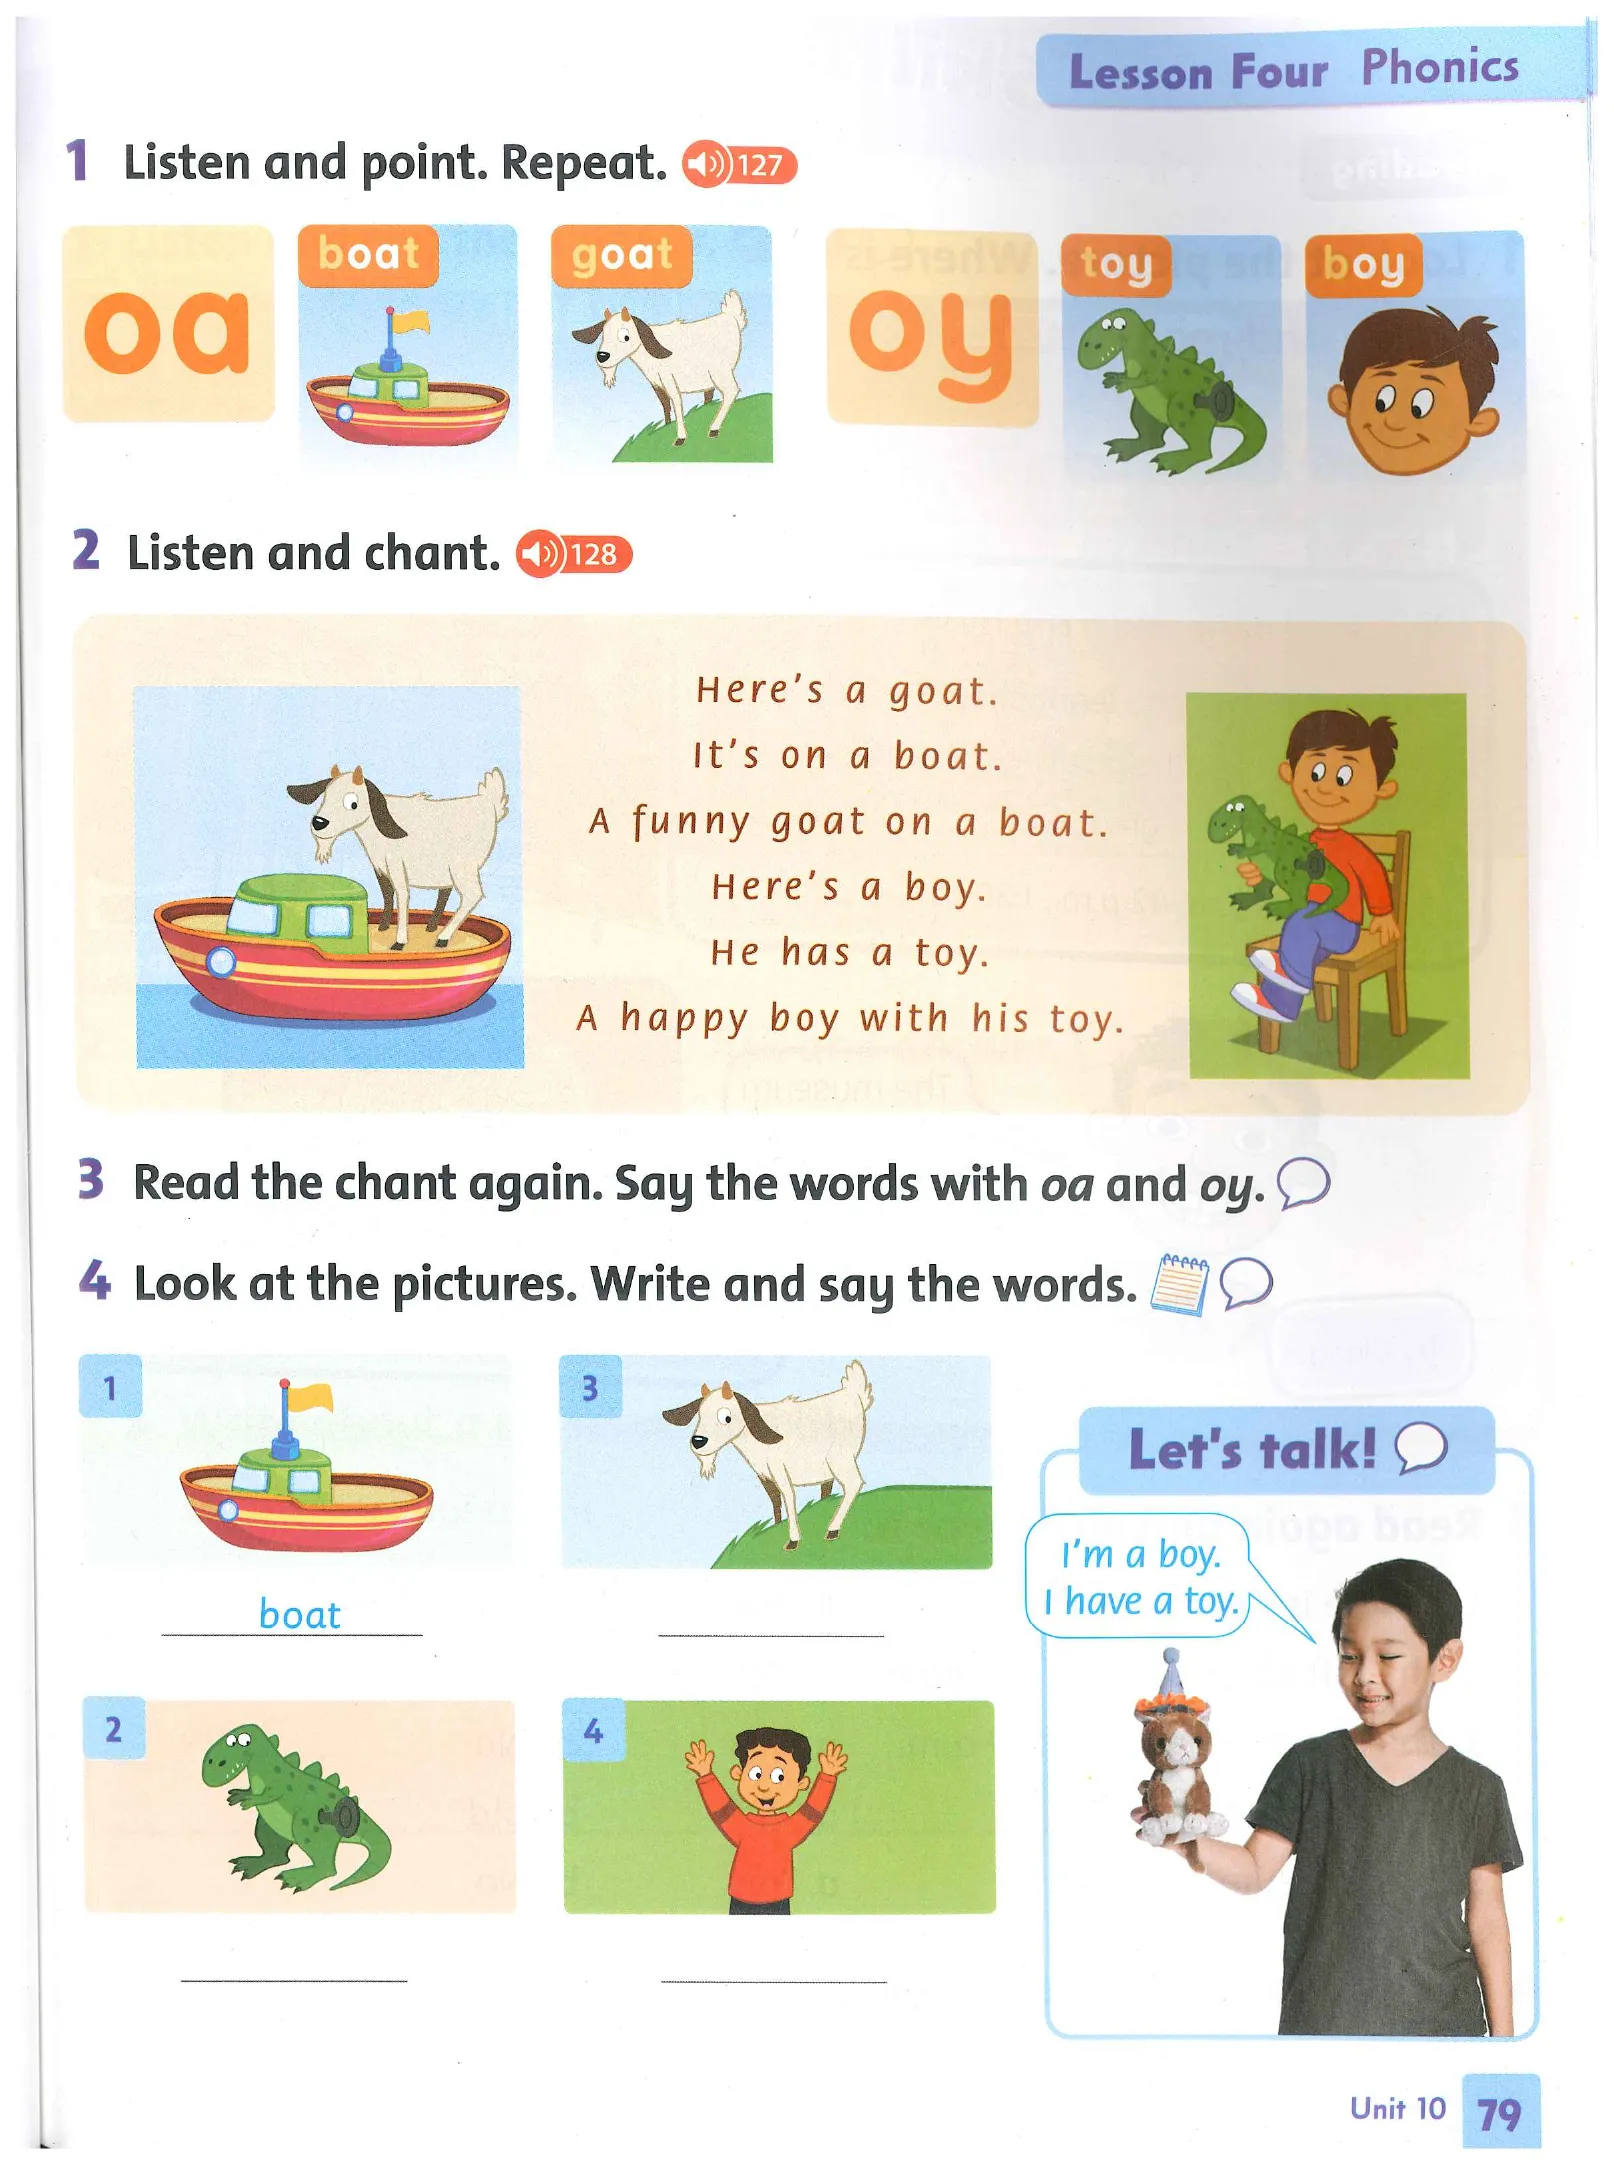 Lesson Four Phonics
1 Listen and point. Repeat. 127
oa
boat
goat
oy
toy
boy
2 Listen and chant. 128
Here's a goat.
It's on a boat.
A funny goat on a boat.
Here's a boy.
He has a toy.
A happy boy with his toy.
3 Read the chant again. Say the words with oa and oy.
4 Look at the pictures. Write and say the words.
1
boat
2
3
4
Let's talk!
I'm a boy.
I have a toy.
Unit 10 79